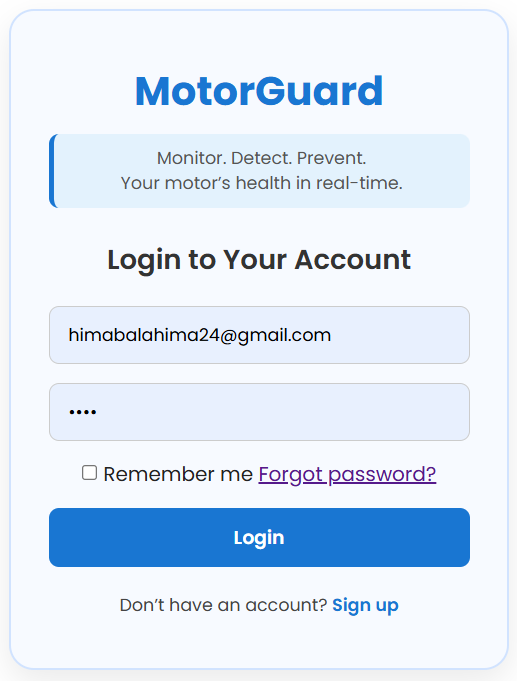 MotorGuard
Monitor. Detect. Prevent.
Your motor’s health in real-time.
Login to Your Account
himabalahima24@gmail.com
••••
Remember me Forgot password?
Login
Don’t have an account? Sign up